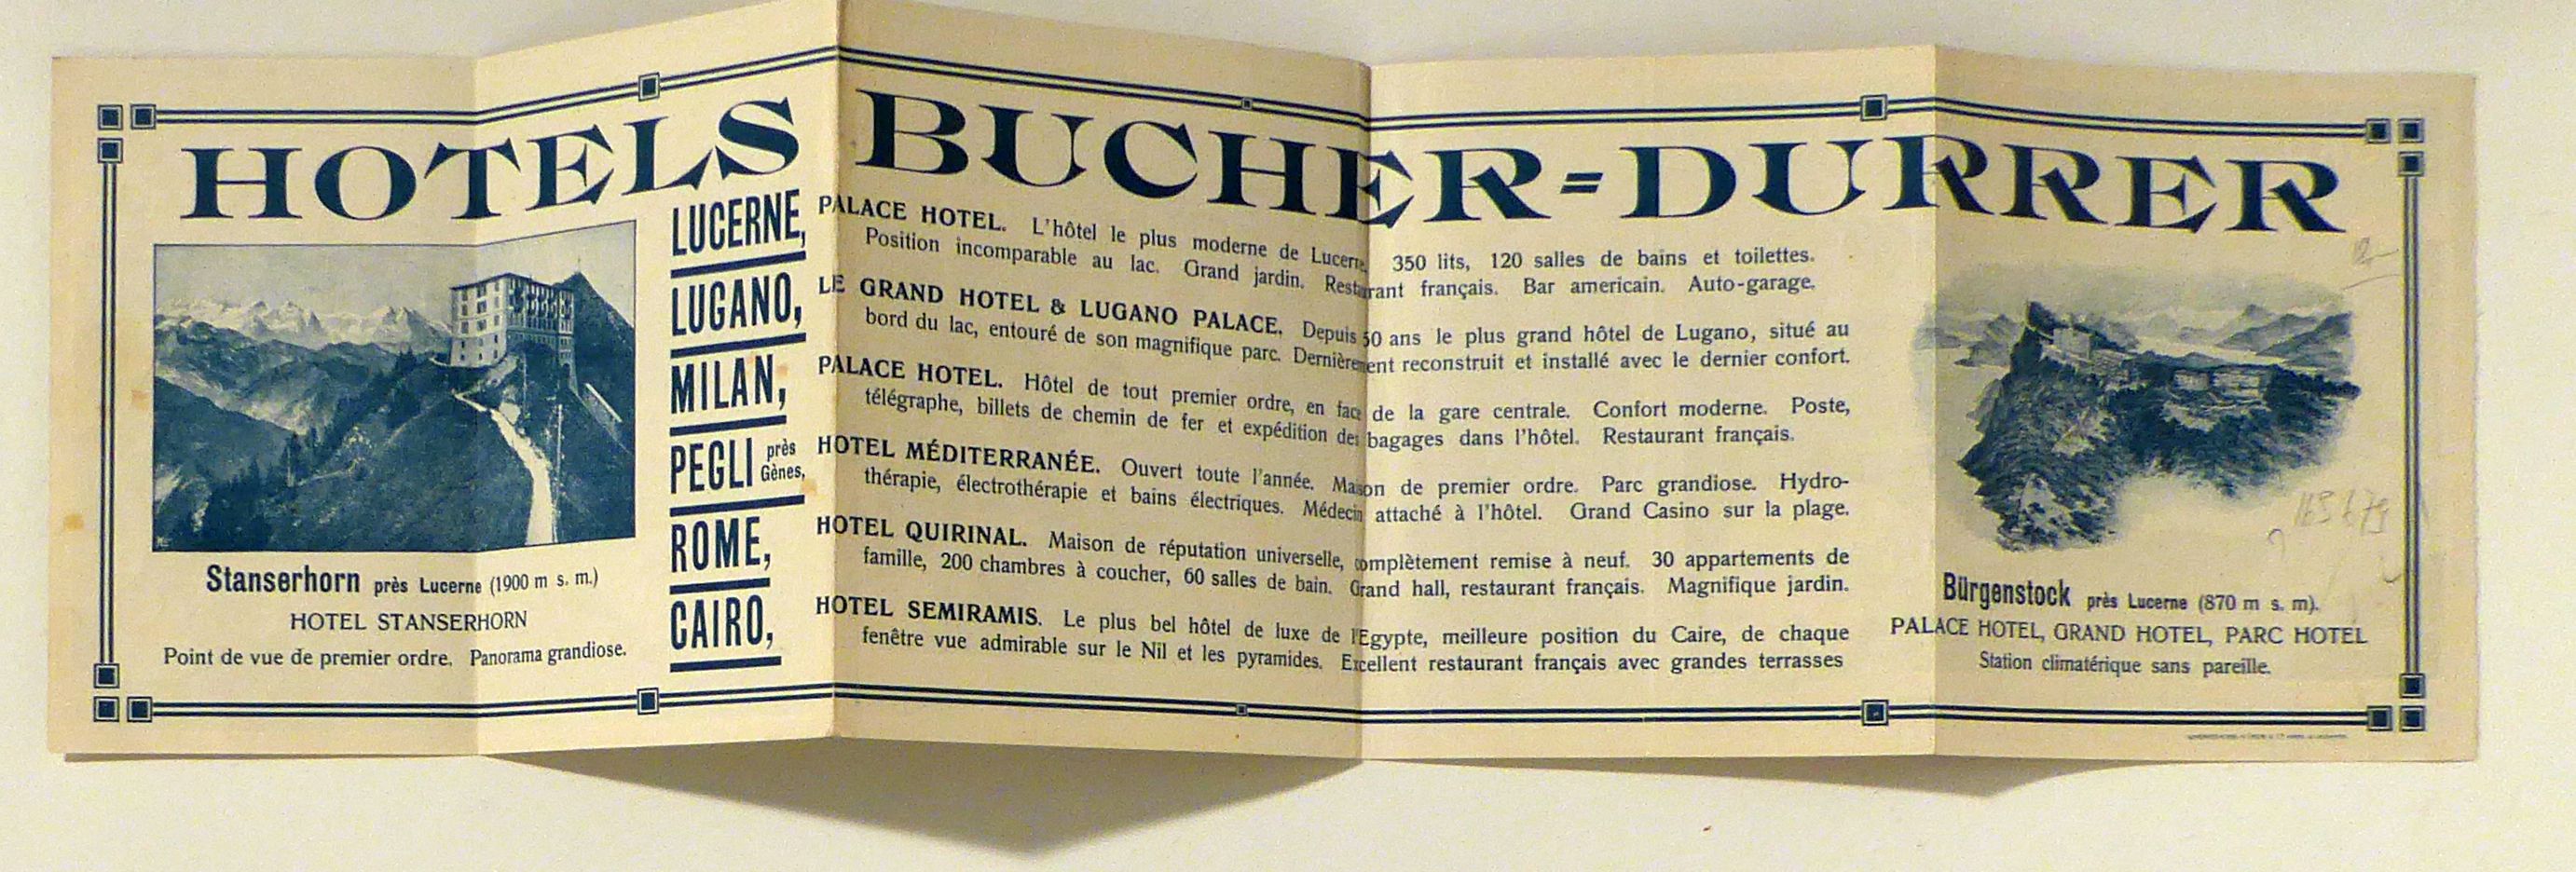 HOTELS BUCHER=DURRER
LUCERNE, PALACE HOTEL. L'hôtel le plus moderne de Lucerne, 350 lits, 120 salles de bains et toilettes.
Position incomparable au lac. Grand jardin. Restaurant français. Bar americain. Auto-garage.
LUGANO, LE GRAND HOTEL & LUGANO PALACE. Depuis 50 ans le plus grand hôtel de Lugano, situé au
bord du lac, entouré de son magnifique parc. Dernièrement reconstruit et installé avec le dernier confort.
MILAN, PALACE HOTEL. Hôtel de tout premier ordre, en face de la gare centrale. Confort moderne. Poste,
télégraphe, billets de chemin de fer et expédition des bagages dans l'hôtel. Restaurant français.
PEGLI près Gènes, HOTEL MÉDITERRANÉE. Ouvert toute l'année. Maison de premier ordre. Parc grandiose. Hydro-
thérapie, électrothérapie et bains électriques. Médecin attaché à l'hôtel. Grand Casino sur la plage.
ROME, HOTEL QUIRINAL. Maison de réputation universelle, complètement remise à neuf. 30 appartements de
famille, 200 chambres à coucher, 60 salles de bain. Grand hall, restaurant français. Magnifique jardin.
CAIRO, HOTEL SEMIRAMIS. Le plus bel hôtel de luxe de l'Egypte, meilleure position du Caire, de chaque
fenêtre vue admirable sur le Nil et les pyramides. Excellent restaurant français avec grandes terrasses
Stanserhorn près Lucerne (1900 m s. m.)
HOTEL STANSERHORN
Point de vue de premier ordre. Panorama grandiose.
Bürgenstock près Lucerne (870 m s. m).
PALACE HOTEL, GRAND HOTEL, PARC HOTEL
Station climatérique sans pareille.